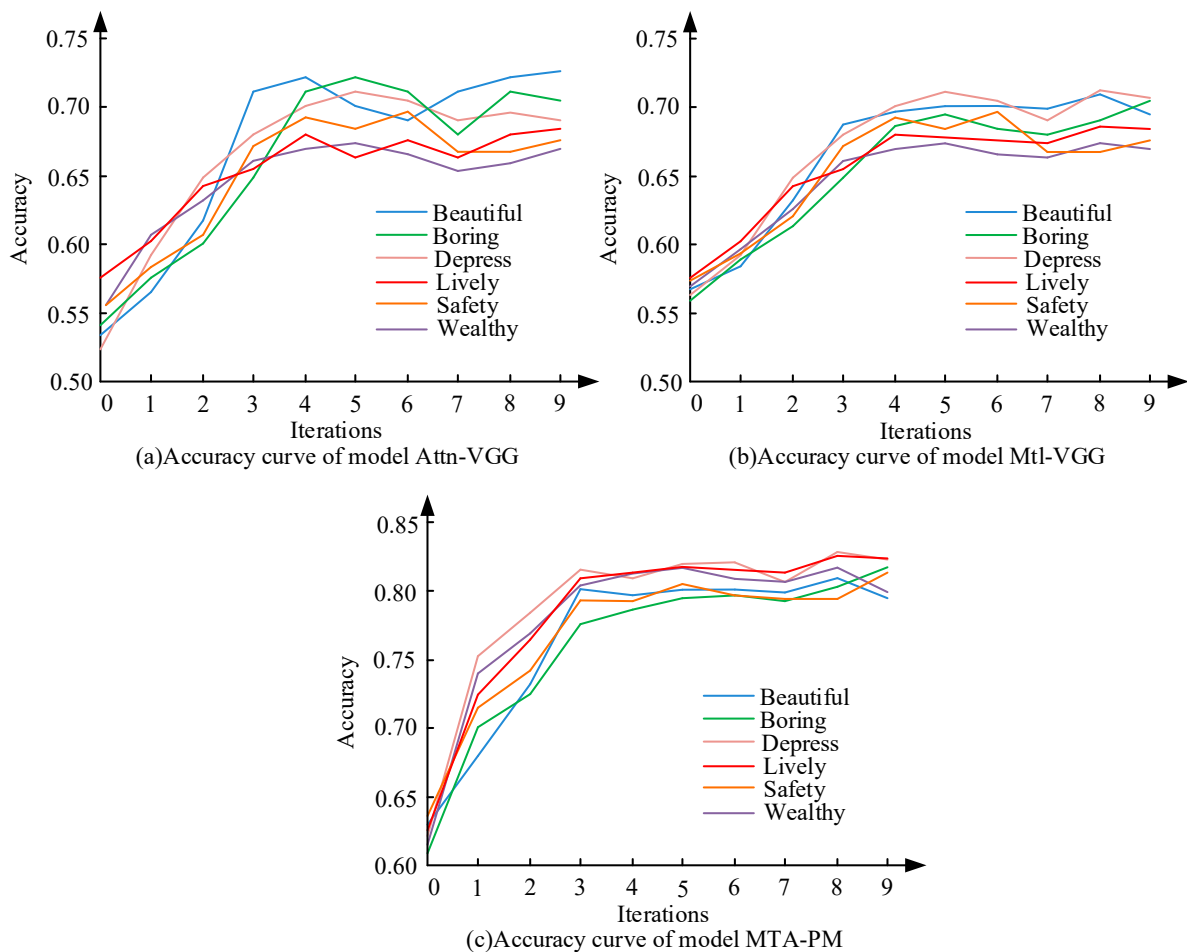 0.75
0.70
0.65
0.60
0.55
0.50
Accuracy
Beautiful
Boring
Depress
Lively
Safety
Wealthy
0 1 2 3 4 5 6 7 8 9
Iterations
(a)Accuracy curve of model Attn-VGG
0.75
0.70
0.65
0.60
0.55
0.50
Accuracy
Beautiful
Boring
Depress
Lively
Safety
Wealthy
0 1 2 3 4 5 6 7 8 9
Iterations
(b)Accuracy curve of model Mtl-VGG
0.85
0.80
0.75
0.70
0.65
0.60
Accuracy
Beautiful
Boring
Depress
Lively
Safety
Wealthy
0 1 2 3 4 5 6 7 8 9
Iterations
(c)Accuracy curve of model MTA-PM